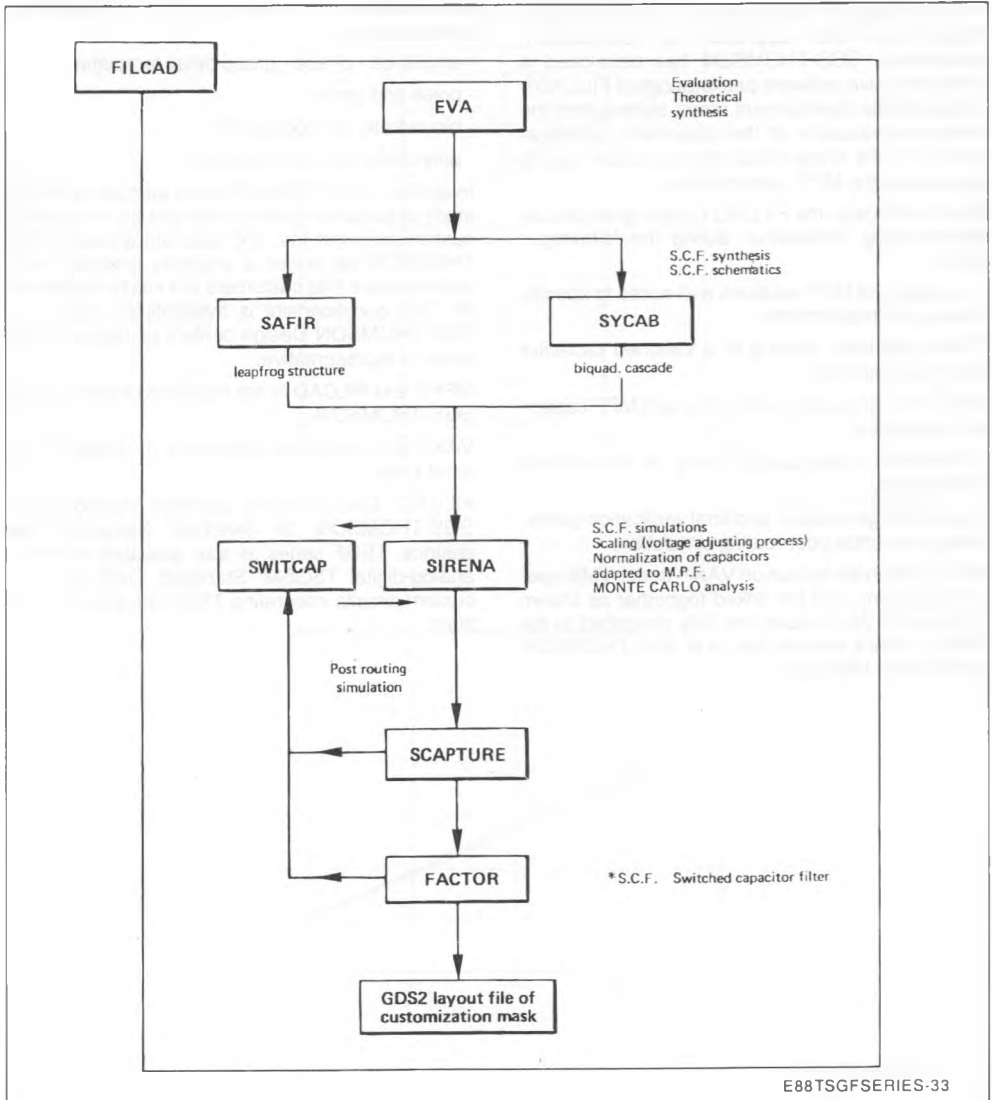 FILCAD
EVA
Evaluation
Theoretical
synthesis
S.C.F. synthesis
S.C.F. schematics
SAFIR
SYCAB
leapfrog structure
biquad. cascade
SWITCAP
SIRENA
S.C.F. simulations
Scaling (voltage adjusting process)
Normalization of capacitors
adapted to M.P.F.
MONTE CARLO analysis
Post routing
simulation
SCAPTURE
FACTOR
* S.C.F. Switched capacitor filter
GDS2 layout file of
customization mask
E88TSGFSERIES-33